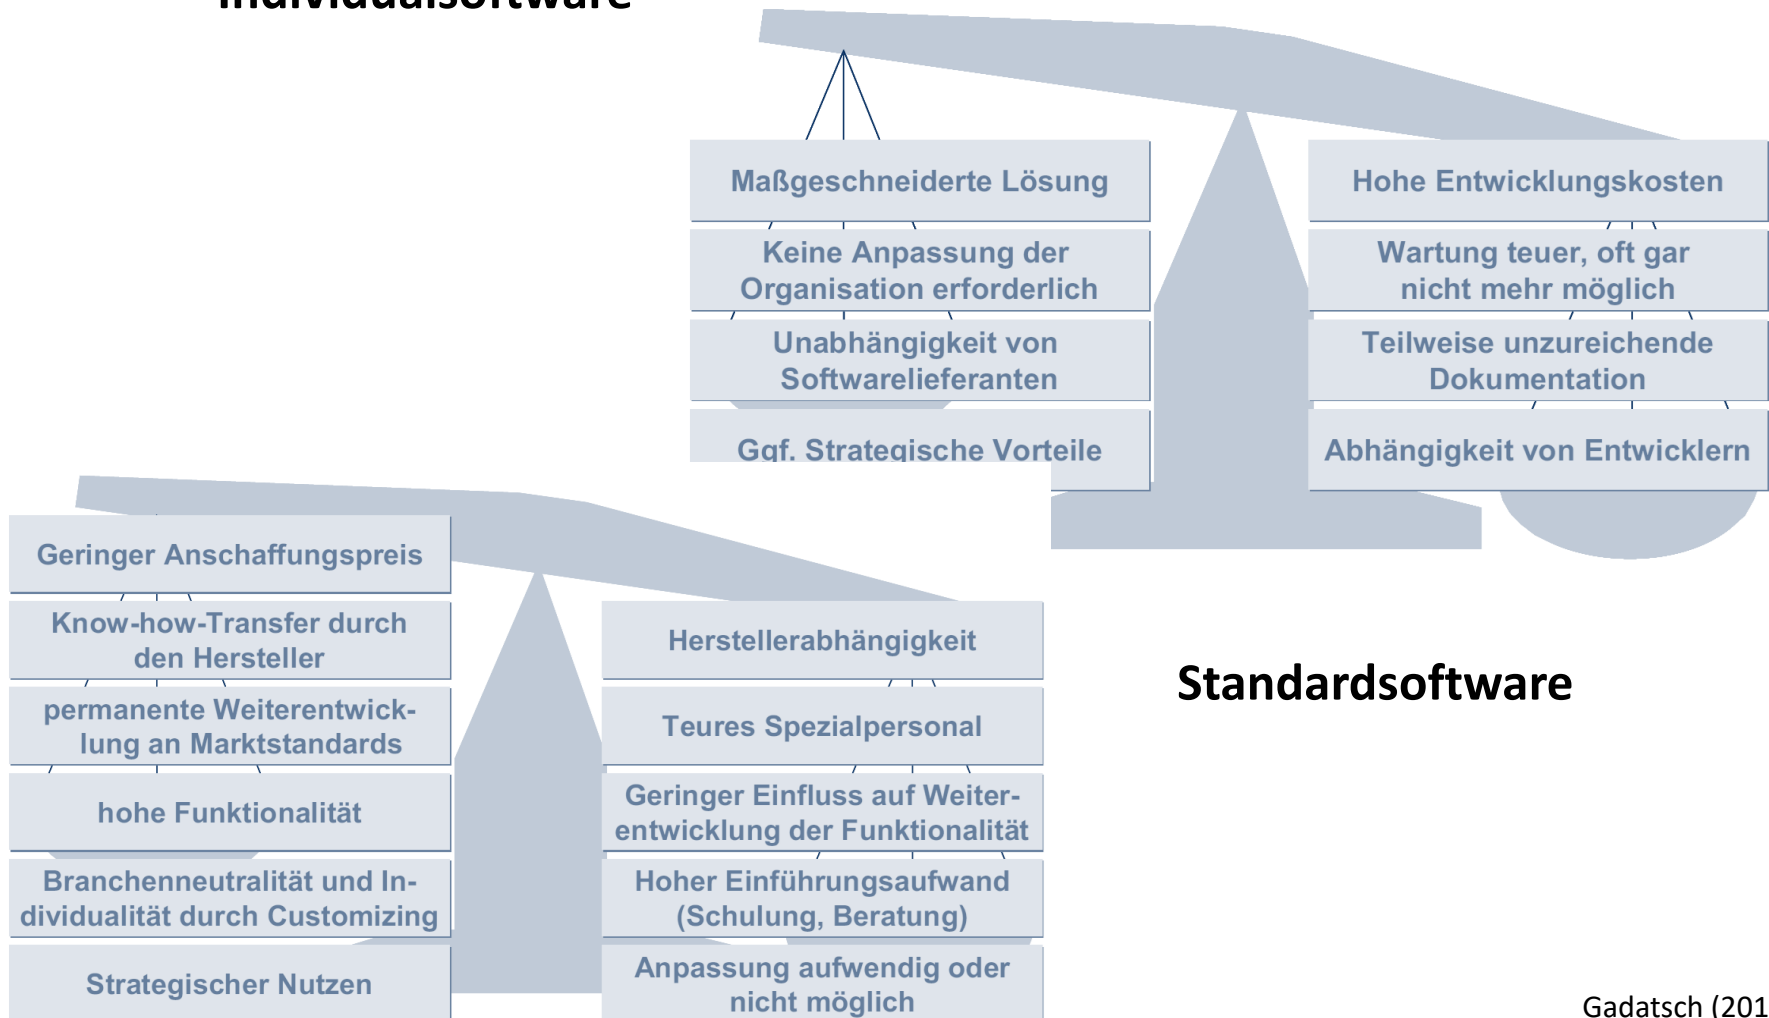 Individualsoftware
Maßgeschneiderte Lösung
Keine Anpassung der
Organisation erforderlich
Unabhängigkeit von
Softwarelieferanten
Ggf. Strategische Vorteile
Hohe Entwicklungskosten
Wartung teuer, oft gar
nicht mehr möglich
Teilweise unzureichende
Dokumentation
Abhängigkeit von Entwicklern
Geringer Anschaffungspreis
Know-how-Transfer durch
den Hersteller
permanente Weiterentwick-
lung an Marktstandards
hohe Funktionalität
Branchenneutralität und In-
dividualität durch Customizing
Strategischer Nutzen
Herstellerabhängigkeit
Teures Spezialpersonal
Geringer Einfluss auf Weiter-
entwicklung der Funktionalität
Hoher Einführungsaufwand
(Schulung, Beratung)
Anpassung aufwendig oder
nicht möglich
Standardsoftware
Gadatsch (201